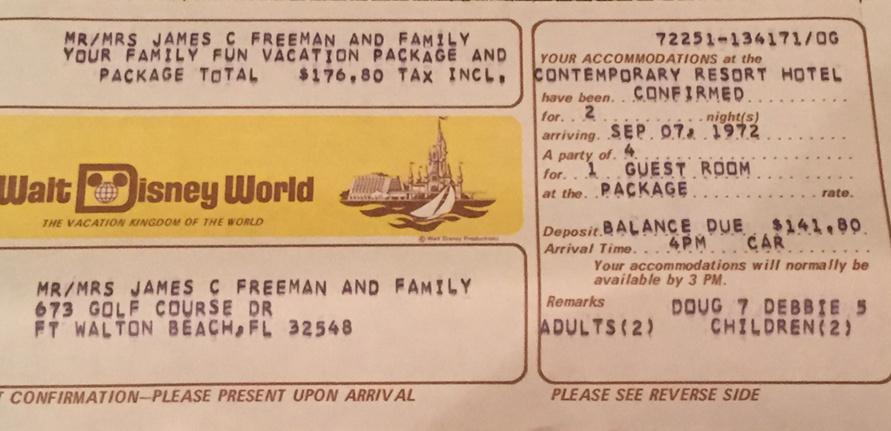 MR/MRS JAMES C FREEMAN AND FAMILY
YOUR FAMILY FUN VACATION PACKAGE AND
PACKAGE TOTAL $176.80 TAX INCL.
Walt Disney World
THE VACATION KINGDOM OF THE WORLD
© Walt Disney Productions
MR/MRS JAMES C FREEMAN AND FAMILY
673 GOLF COURSE DR
FT WALTON BEACH,FL 32548
CONFIRMATION—PLEASE PRESENT UPON ARRIVAL
72251-134171/OG
YOUR ACCOMMODATIONS at the
CONTEMPORARY RESORT HOTEL
have been CONFIRMED
for 2 night(s)
arriving SEP 07, 1972
A party of 4
for 1 GUEST ROOM
at the PACKAGE rate.
Deposit BALANCE DUE $141.80
Arrival Time 4PM CAR
Your accommodations will normally be
available by 3 PM.
Remarks DOUG 7 DEBBIE 5
ADULTS(2) CHILDREN(2)
PLEASE SEE REVERSE SIDE